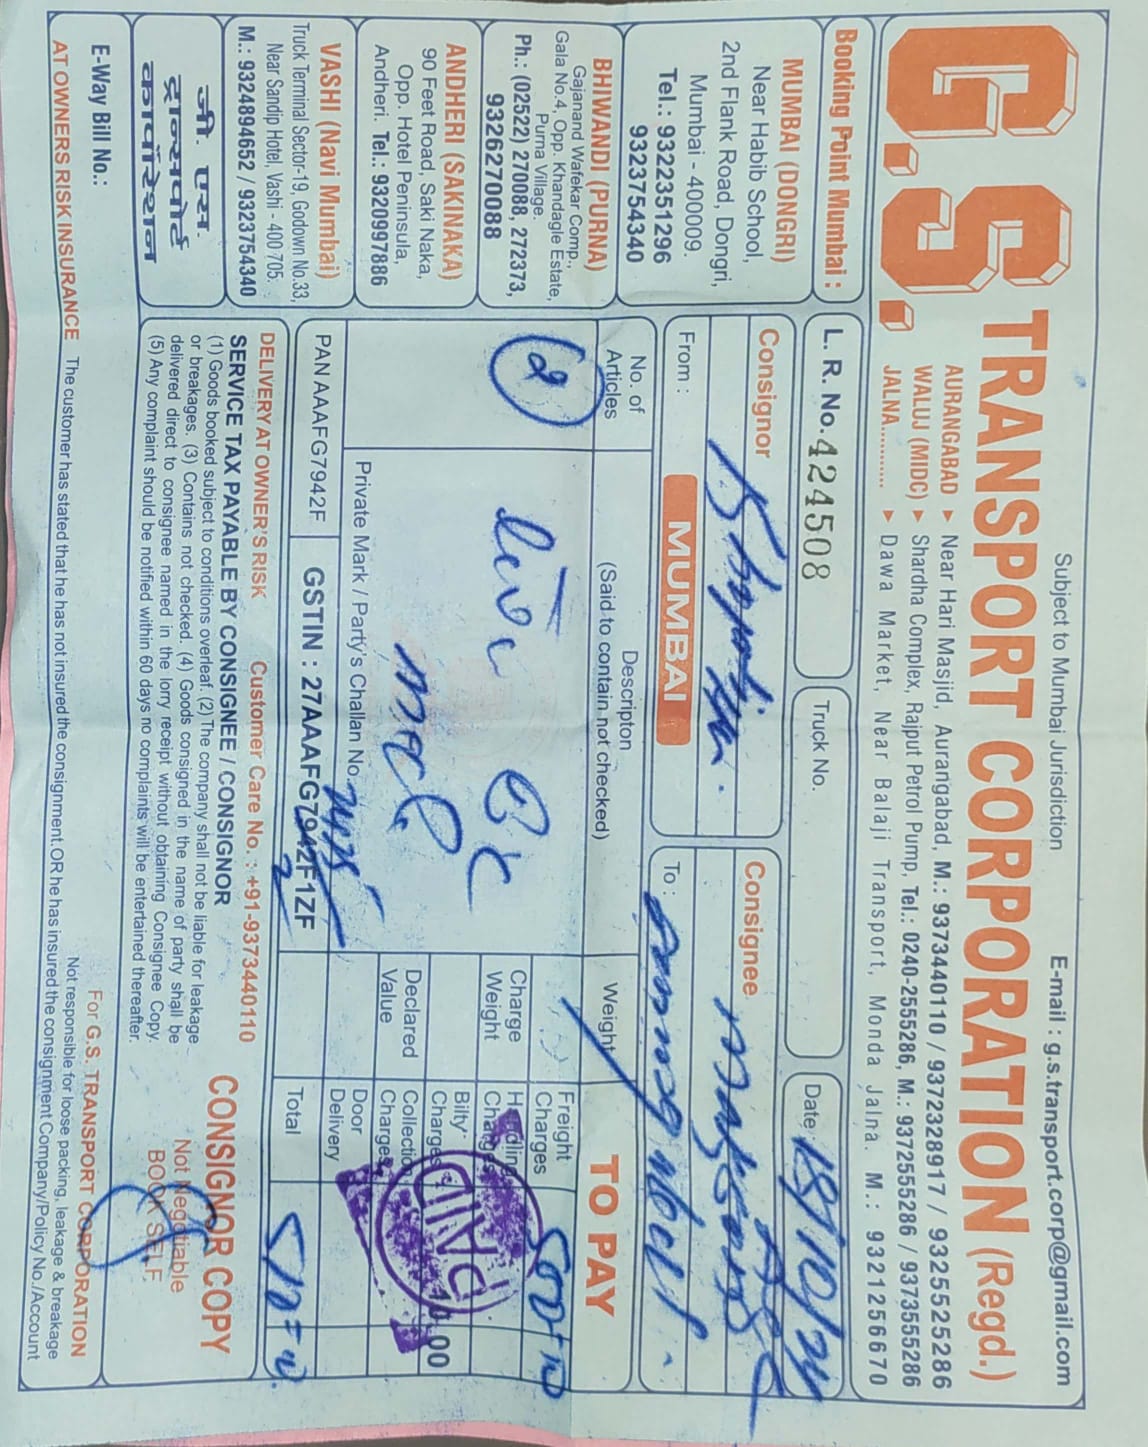 Subject to Mumbai Jurisdiction
E-mail : g.s.transport.corp@gmail.com
G.S. TRANSPORT CORPORATION (Regd.)
AURANGABAD ▸ Near Hari Masjid, Aurangabad, M.: 9373440110 / 9372328917 / 9325525286
WALUJ (MIDC) ▸ Shardha Complex, Rajput Petrol Pump, Tel.: 0240-2555286, M.: 9372555286 / 9373555286
JALNA............ ▸ Dawa Market, Near Balaji Transport, Monda Jalna. M.: 9321256670
Booking Point Mumbai :
L. R. No. 424508
Truck No.
Date 18/10/24
MUMBAI (DONGRI)
Near Habib School,
2nd Flank Road, Dongri,
Mumbai - 400009.
Tel.: 9322351296
9323754340
Consignor
From :
MUMBAI
Consignee
To :
BHIWANDI (PURNA)
Gajanand Wafekar Comp.,
Gala No.4, Opp. Khandagle Estate,
Purna Village.
Ph.: (02522) 270088, 272373,
9326270088
ANDHERI (SAKINAKA)
90 Feet Road, Saki Naka,
Opp. Hotel Peninsula,
Andheri. Tel.: 9320997886
VASHI (Navi Mumbai)
Truck Terminal Sector-19, Godown No.33,
Near Sandip Hotel, Vashi - 400 705.
M.: 9324894652 / 9323754340
जी. एस.
ट्रान्सपोर्ट
कार्पोरेशन
No. of
Articles
Descripton
(Said to contain not checked)
Weight
TO PAY
2
Freight
Charges
Charge
Weight
Handling
Charges
Bilty
Charges
10.00
Declared
Value
Collection
Charges
Door
Delivery
PAID
Private Mark / Party's Challan No.
PAN AAAFG7942F
GSTIN : 27AAAFG7942F1ZF
Total
DELIVERY AT OWNER'S RISK
Customer Care No. : +91-9373440110
SERVICE TAX PAYABLE BY CONSIGNEE / CONSIGNOR
(1) Goods booked subject to conditions overleaf. (2) The company shall not be liable for leakage
or breakages. (3) Contains not checked. (4) Goods consigned in the name of party shall be
delivered direct to consignee named in the lorry receipt without obtaining Consignee Copy.
(5) Any complaint should be notified within 60 days no complaints will be entertained thereafter.
CONSIGNOR COPY
Not Negotiable
BOOK SELF
E-Way Bill No.:
For G.S. TRANSPORT CORPORATION
Not responsible for loose packing, leakage & breakage
AT OWNERS RISK INSURANCE The customer has stated that he has not insured the consignment. OR he has insured the consignment Company/Policy No./Account